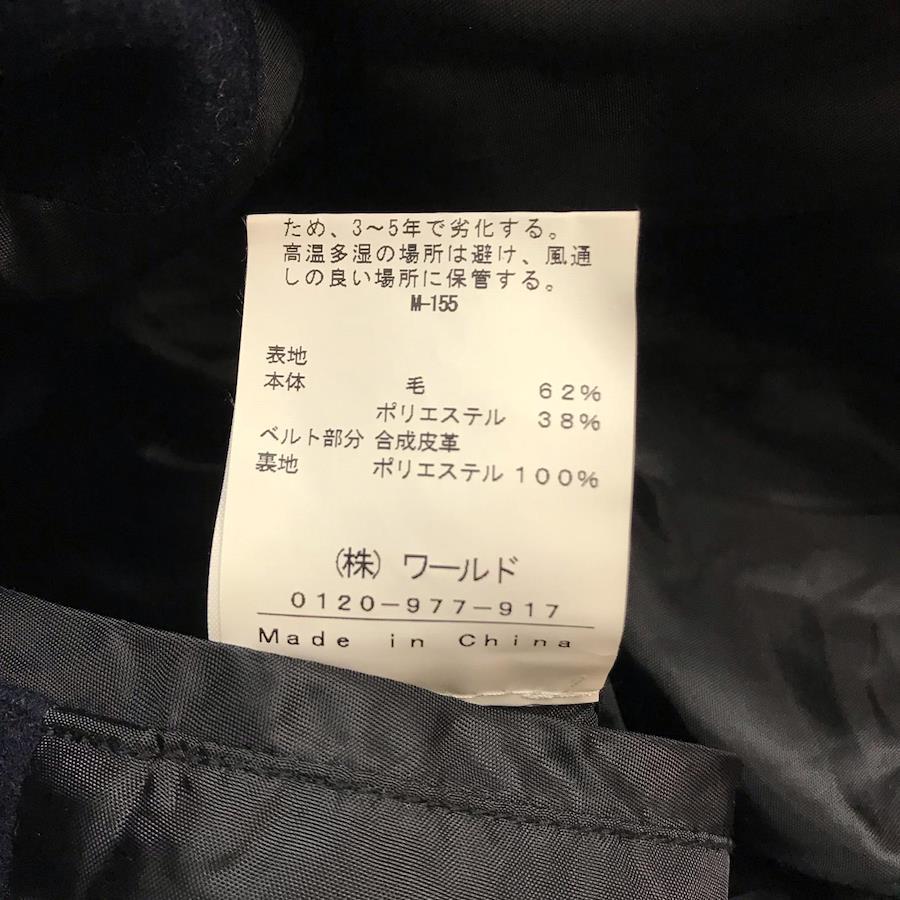 ため、3～5年で劣化する。
高温多湿の場所は避け、風通
しの良い場所に保管する。
M-155
表地
本体 毛 62%
ポリエステル 38%
ベルト部分 合成皮革
裏地 ポリエステル 100%
(株) ワールド
0120-977-917
Made in China